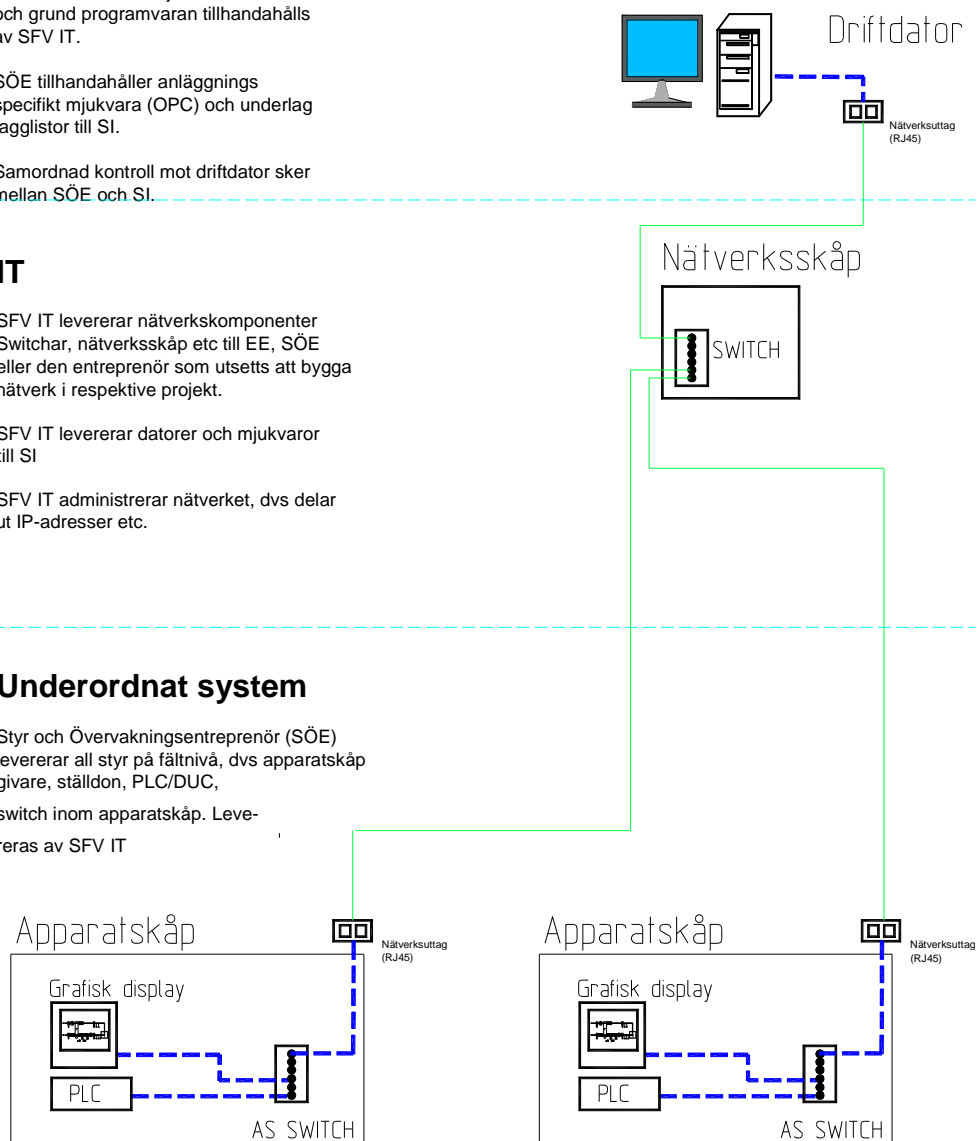 och grund programvaran tillhandahålls
av SFV IT.
SÖE tillhandahåller anläggnings
specifikt mjukvara (OPC) och underlag
tagglistor till SI.
Samordnad kontroll mot driftdator sker
mellan SÖE och SI.
Driftdator
Nätverksuttag
(RJ45)
IT
SFV IT levererar nätverkskomponenter
Switchar, nätverksskåp etc till EE, SÖE
eller den entreprenör som utsetts att bygga
nätverk i respektive projekt.
SFV IT levererar datorer och mjukvaror
till SI
SFV IT administrerar nätverket, dvs delar
ut IP-adresser etc.
Nätverksskåp
SWITCH
Underordnat system
Styr och Övervakningsentreprenör (SÖE)
levererar all styr på fältnivå, dvs apparatskåp
givare, ställdon, PLC/DUC,
switch inom apparatskåp. Leve-
reras av SFV IT
Apparatskåp
Nätverksuttag
(RJ45)
Grafisk display
PLC
AS SWITCH
Apparatskåp
Nätverksuttag
(RJ45)
Grafisk display
PLC
AS SWITCH